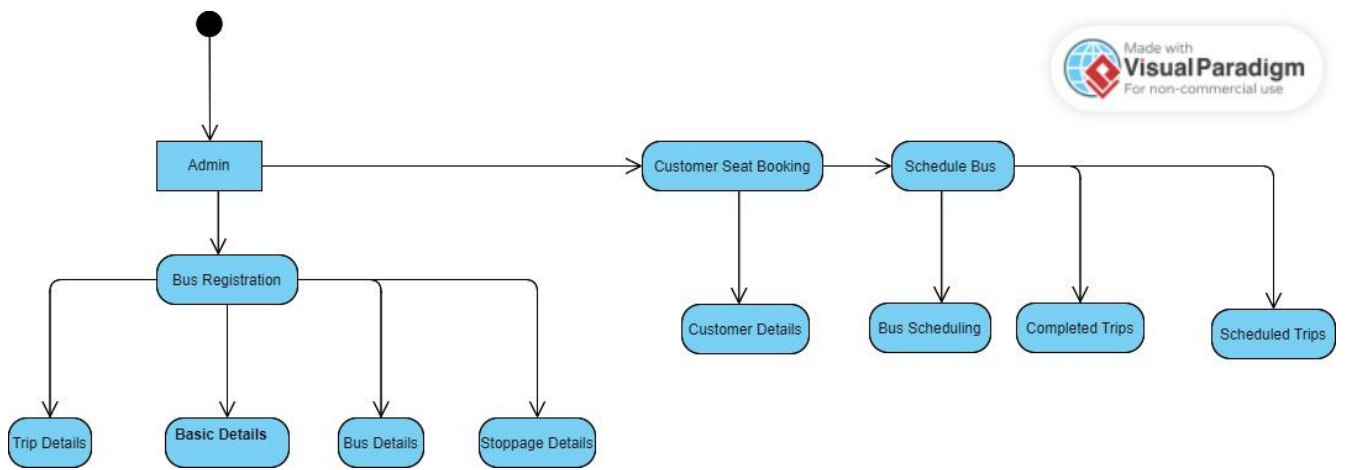 Made with
Visual Paradigm
For non-commercial use
Admin
Customer Seat Booking
Schedule Bus
Bus Registration
Customer Details
Bus Scheduling
Completed Trips
Scheduled Trips
Trip Details
Basic Details
Bus Details
Stoppage Details